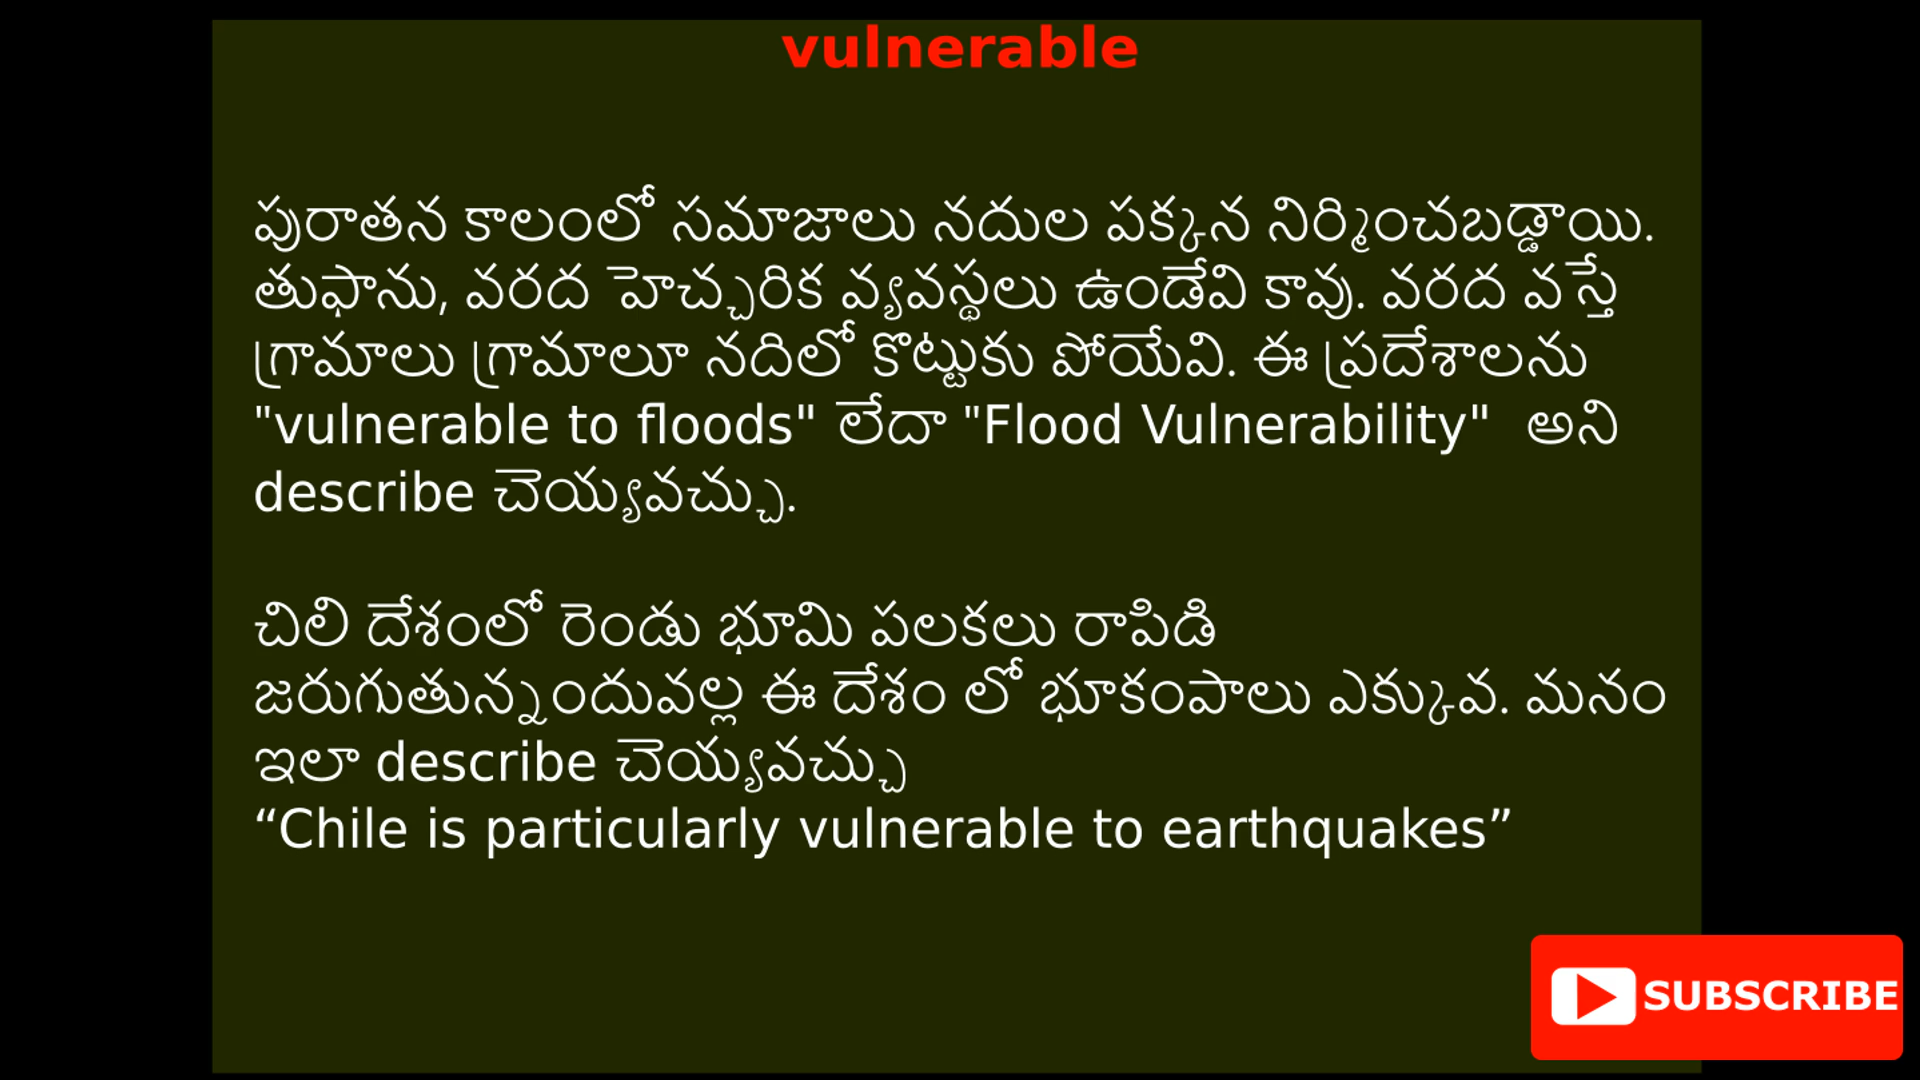 vulnerable
పురాతన కాలంలో సమాజాలు నదుల పక్కన నిర్మించబడ్డాయి.
తుఫాను, వరద హెచ్చరిక వ్యవస్థలు ఉండేవి కావు. వరద వస్తే
గ్రామాలు గ్రామాలూ నదిలో కొట్టుకు పోయేవి. ఈ ప్రదేశాలను
"vulnerable to floods" లేదా "Flood Vulnerability"  అని
describe చెయ్యవచ్చు.
చిలి దేశంలో రెండు భూమి పలకలు రాపిడి
జరుగుతున్నందువల్ల ఈ దేశం లో భూకంపాలు ఎక్కువ. మనం
ఇలా describe చెయ్యవచ్చు
“Chile is particularly vulnerable to earthquakes”
SUBSCRIBE